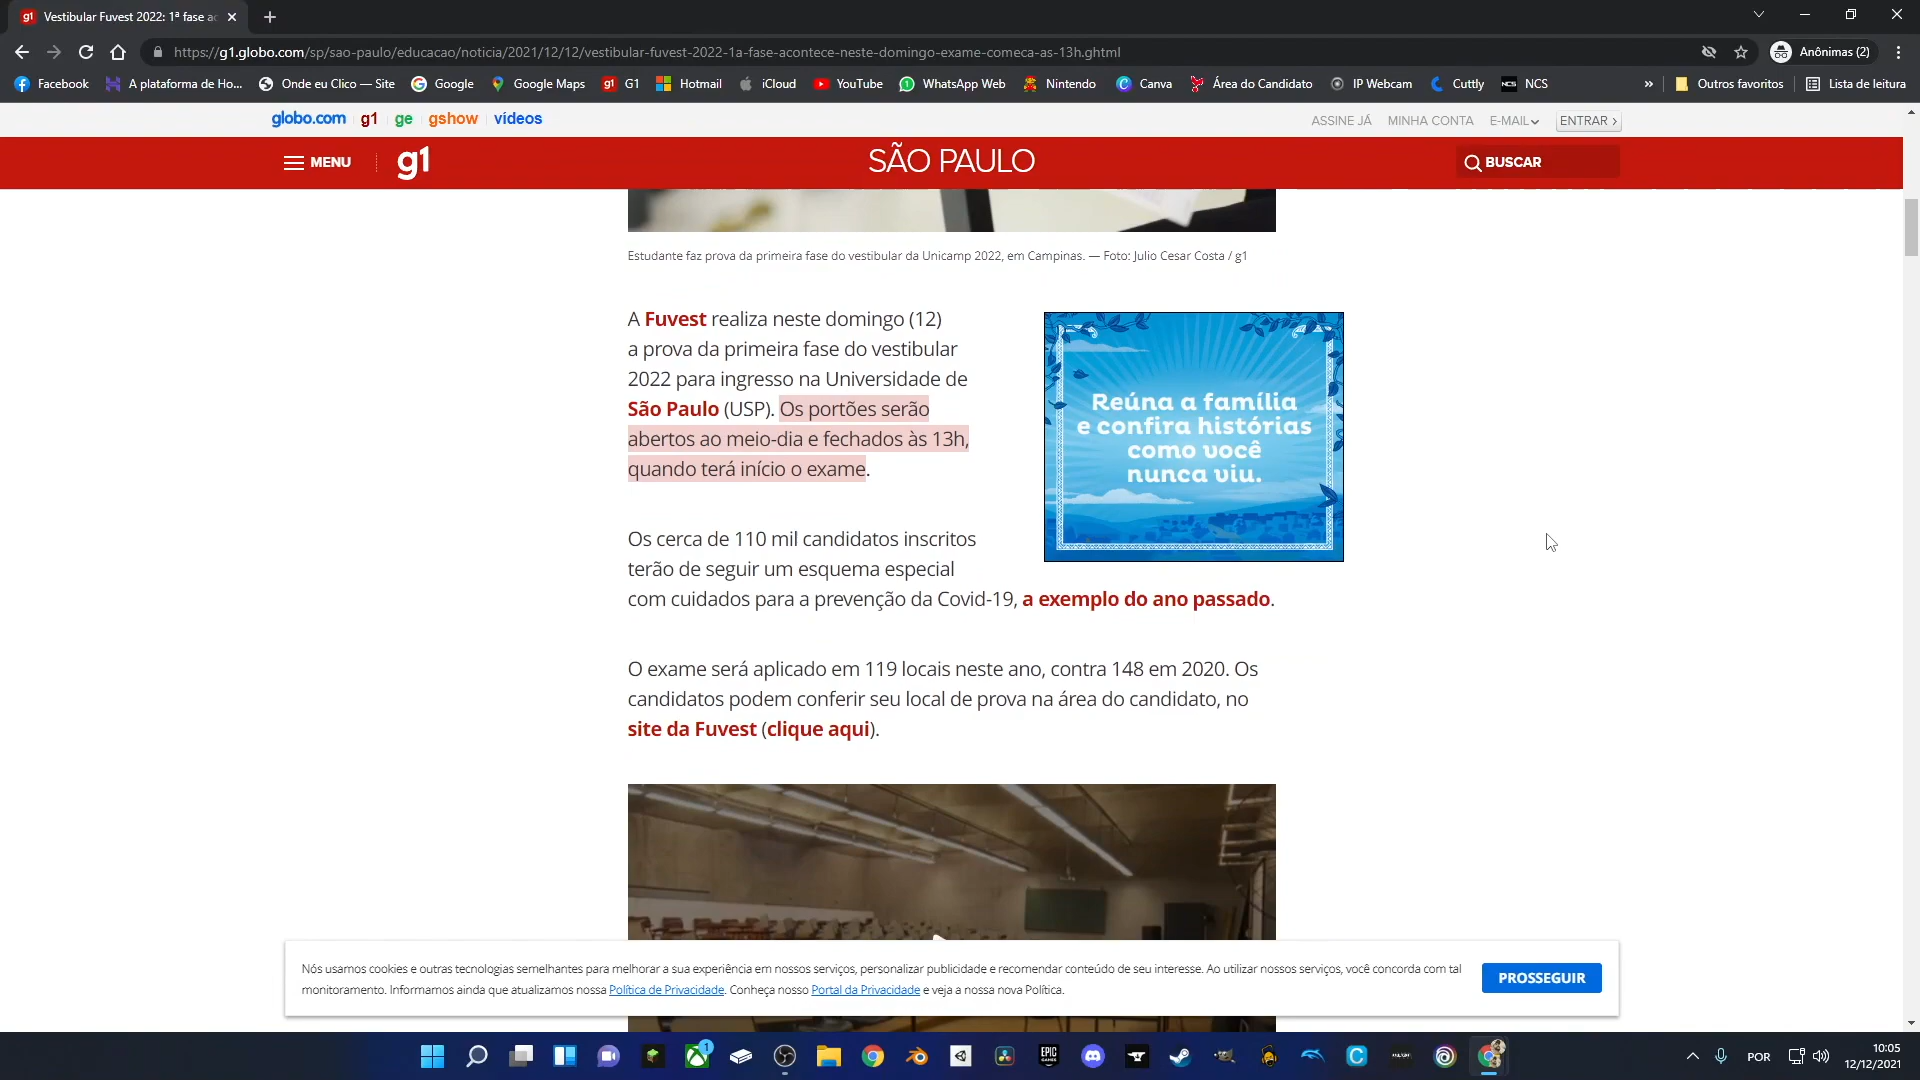 Vestibular Fuvest 2022: 1ª fase ac
https://g1.globo.com/sp/sao-paulo/educacao/noticia/2021/12/12/vestibular-fuvest-2022-1a-fase-acontece-neste-domingo-exame-comeca-as-13h.ghtml
Anônimas (2)
Facebook A plataforma de Ho... Onde eu Clico — Site Google Google Maps G1 Hotmail iCloud YouTube WhatsApp Web Nintendo Canva Área do Candidato IP Webcam Cuttly NCS » Outros favoritos Lista de leitura
globo.com g1 ge gshow vídeos ASSINE JÁ MINHA CONTA E-MAIL ENTRAR ›
MENU g1 SÃO PAULO BUSCAR
Estudante faz prova da primeira fase do vestibular da Unicamp 2022, em Campinas. — Foto: Julio Cesar Costa / g1
A Fuvest realiza neste domingo (12)
a prova da primeira fase do vestibular
2022 para ingresso na Universidade de
São Paulo (USP). Os portões serão
abertos ao meio-dia e fechados às 13h,
quando terá início o exame.
Reúna a família
e confira histórias
como você
nunca viu.
Os cerca de 110 mil candidatos inscritos
terão de seguir um esquema especial
com cuidados para a prevenção da Covid-19, a exemplo do ano passado.
O exame será aplicado em 119 locais neste ano, contra 148 em 2020. Os
candidatos podem conferir seu local de prova na área do candidato, no
site da Fuvest (clique aqui).
Nós usamos cookies e outras tecnologias semelhantes para melhorar a sua experiência em nossos serviços, personalizar publicidade e recomendar conteúdo de seu interesse. Ao utilizar nossos serviços, você concorda com tal
monitoramento. Informamos ainda que atualizamos nossa Política de Privacidade. Conheça nosso Portal da Privacidade e veja a nossa nova Política.
PROSSEGUIR
1
EPIC
GAMES
POR
10:05
12/12/2021